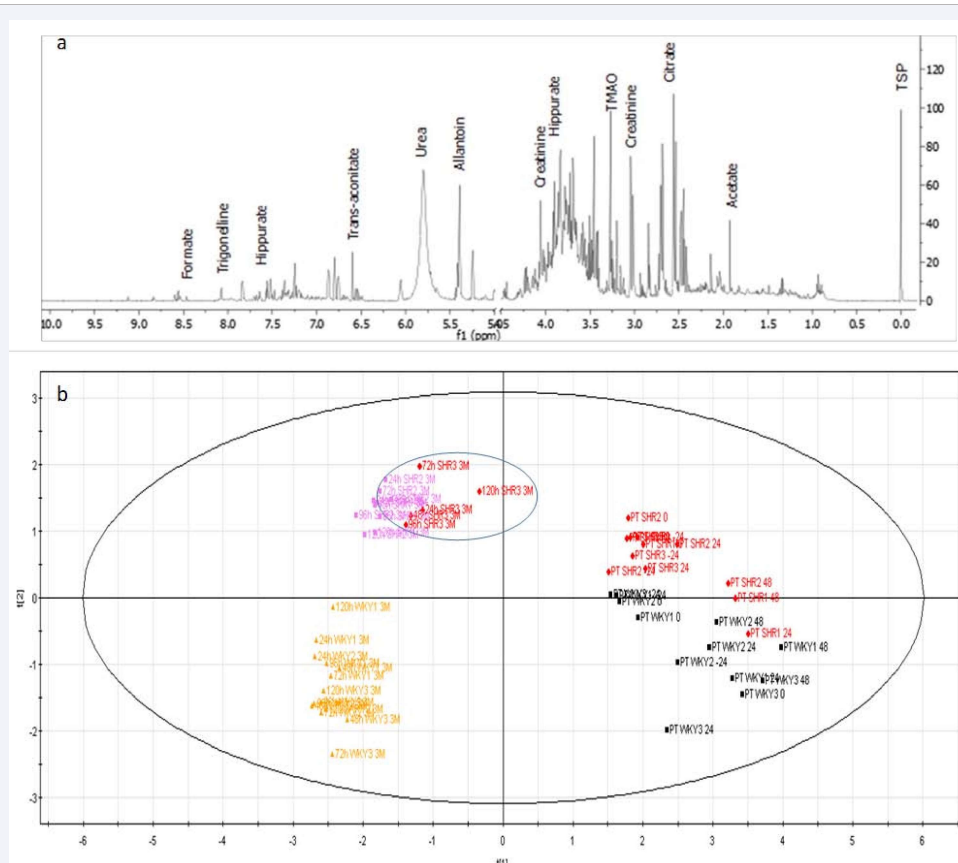 a
Formate
Trigonelline
Hippurate
Trans-aconitate
Urea
Allantoin
Creatinine
Hippurate
TMAO
Creatinine
Citrate
Acetate
TSP
120
100
80
60
40
20
0
10.0 9.5 9.0 8.5 8.0 7.5 7.0 6.5 6.0 5.5 4.0 3.5 3.0 2.5 2.0 1.5 1.0 0.5 0.0
f1 (ppm)
b
3
2
1
0
-1
-2
-3
t[2]
72h SHR3 3M
24h SHR2 3M
72h SHR2 3M
120h SHR3 3M
24h SHR3 3M
96h SHR3 3M
PT SHR2 0
PT SHR2 24
PT SHR3 -24
PT SHR3 24
PT SHR2 48
PT SHR1 48
PT SHR1 24
PT WKY2 0
PT WKY1 0
PT WKY2 48
PT WKY2 24
PT WKY1 48
PT WKY2 -24
PT WKY3 48
PT WKY3 0
PT WKY3 24
120h WKY1 3M
24h WKY1 3M
24h WKY2 3M
72h WKY1 3M
120h WKY3 3M
48h WKY3 3M
72h WKY3 3M
-6 -5 -4 -3 -2 -1 0 1 2 3 4 5 6